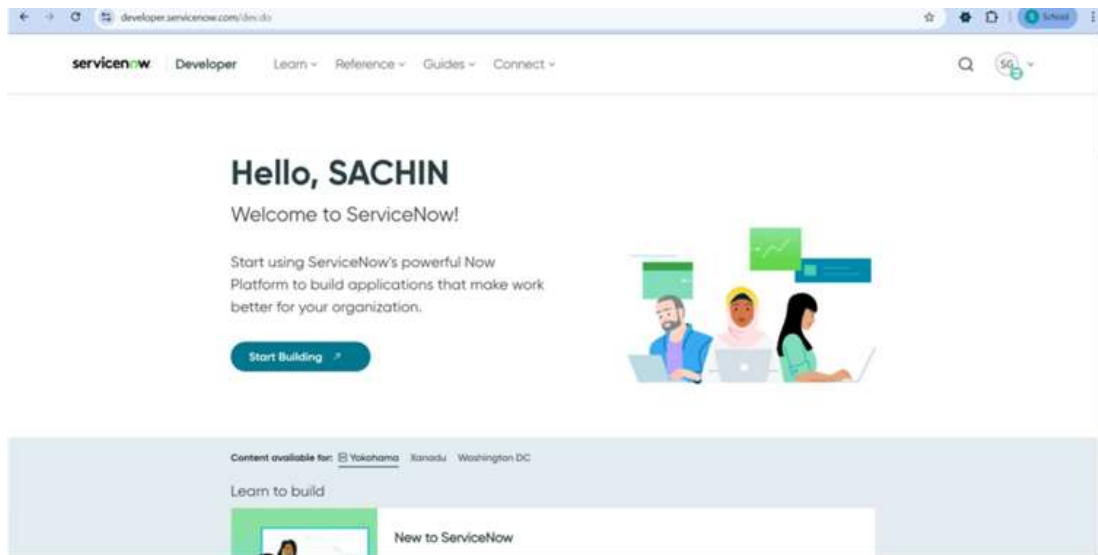 developer.servicenow.com/dev.do
School
servicenow Developer Learn Reference Guides Connect
SG
Hello, SACHIN
Welcome to ServiceNow!
Start using ServiceNow's powerful Now
Platform to build applications that make work
better for your organization.
Start Building
Content available for: Yokohama Xanadu Washington DC
Learn to build
New to ServiceNow